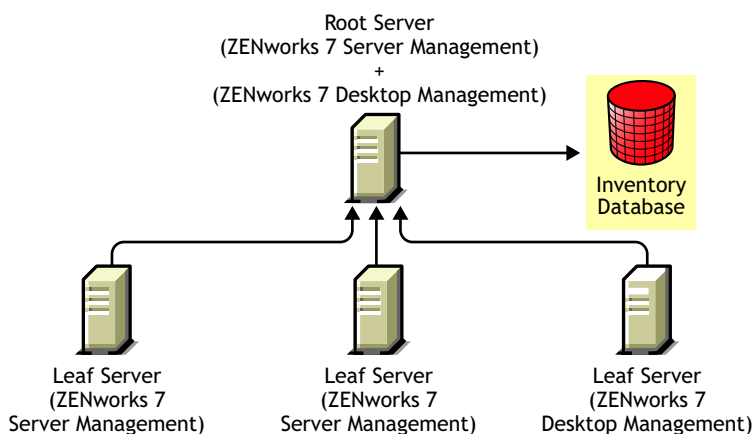 Root Server
(ZENworks 7 Server Management)
+
(ZENworks 7 Desktop Management)
Inventory
Database
Leaf Server
(ZENworks 7
Server Management)
Leaf Server
(ZENworks 7
Server Management)
Leaf Server
(ZENworks 7
Desktop Management)